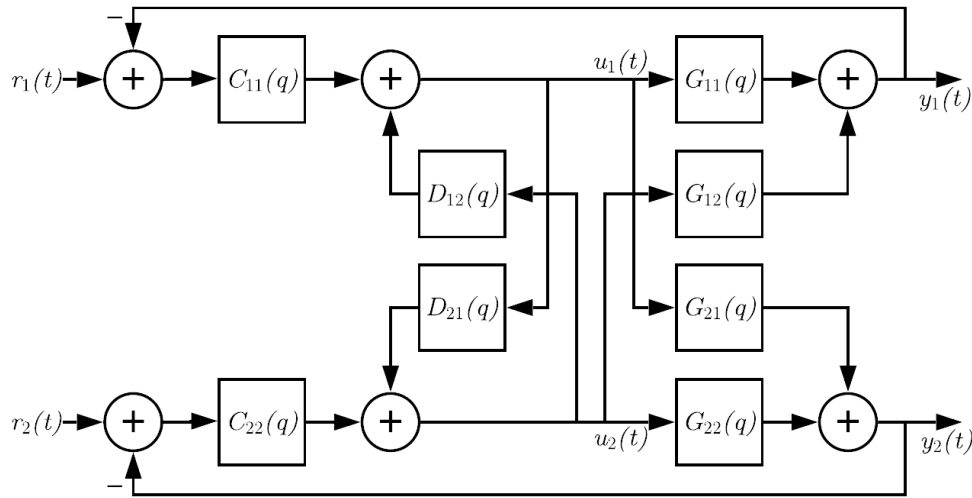 −
r₁(t) + C₁₁(q) + u₁(t) G₁₁(q) + y₁(t)
D₁₂(q) G₁₂(q)
D₂₁(q) G₂₁(q)
r₂(t) + C₂₂(q) + u₂(t) G₂₂(q) + y₂(t)
−